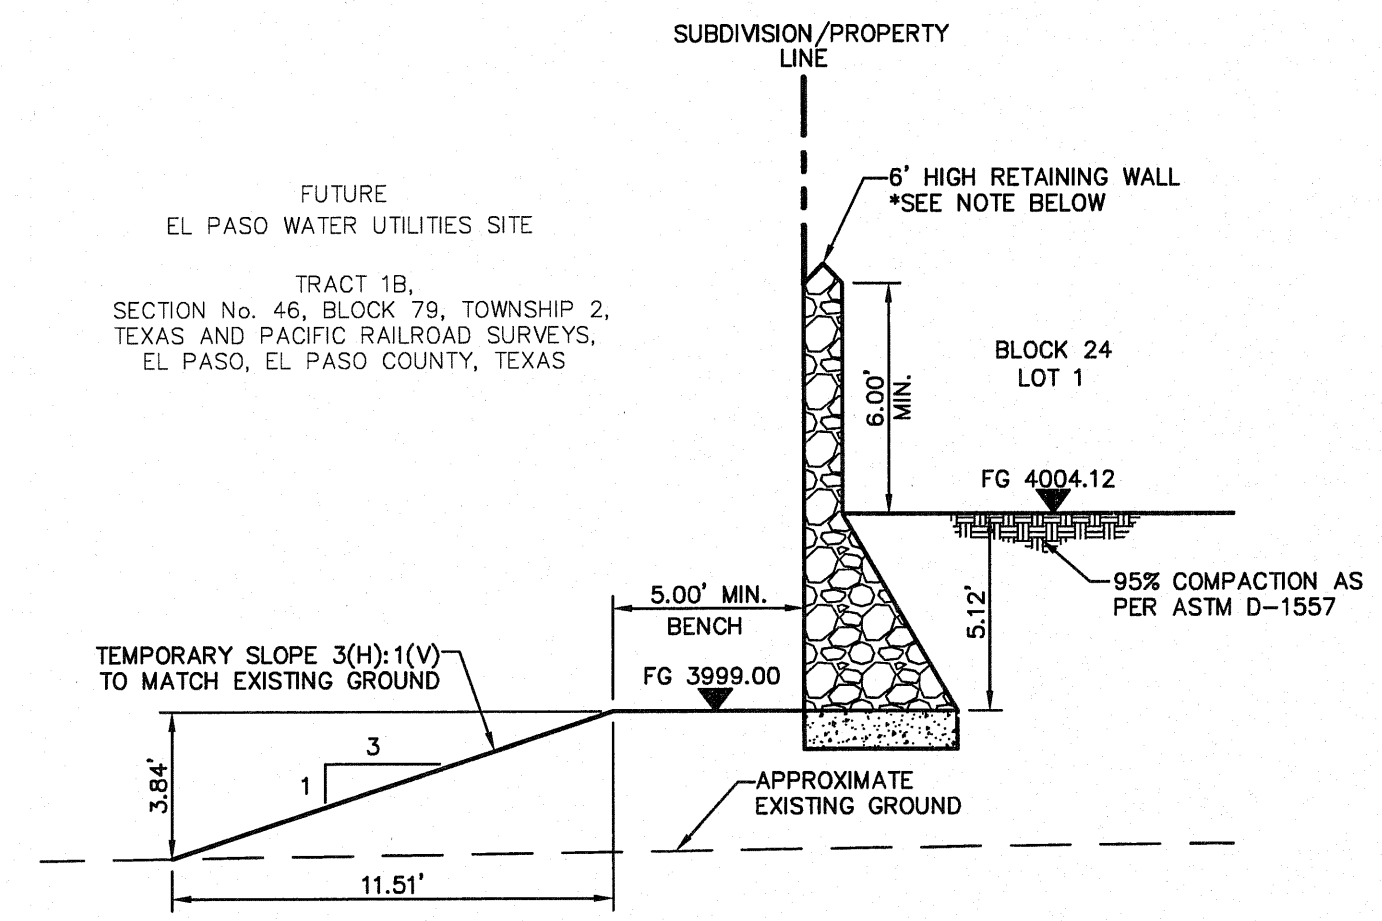 SUBDIVISION/PROPERTY
LINE
6' HIGH RETAINING WALL
*SEE NOTE BELOW
FUTURE
EL PASO WATER UTILITIES SITE
TRACT 1B,
SECTION No. 46, BLOCK 79, TOWNSHIP 2,
TEXAS AND PACIFIC RAILROAD SURVEYS,
EL PASO, EL PASO COUNTY, TEXAS
BLOCK 24
LOT 1
6.00'
MIN.
FG 4004.12
95% COMPACTION AS
PER ASTM D-1557
5.12'
5.00' MIN.
BENCH
FG 3999.00
TEMPORARY SLOPE 3(H):1(V)
TO MATCH EXISTING GROUND
3
1
3.84'
APPROXIMATE
EXISTING GROUND
11.51'